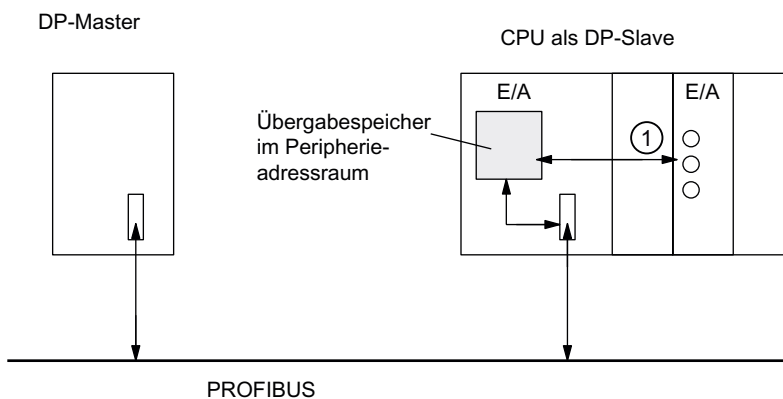 DP-Master
CPU als DP-Slave
E/A
E/A
Übergabespeicher
im Peripherie-
adressraum
1
PROFIBUS